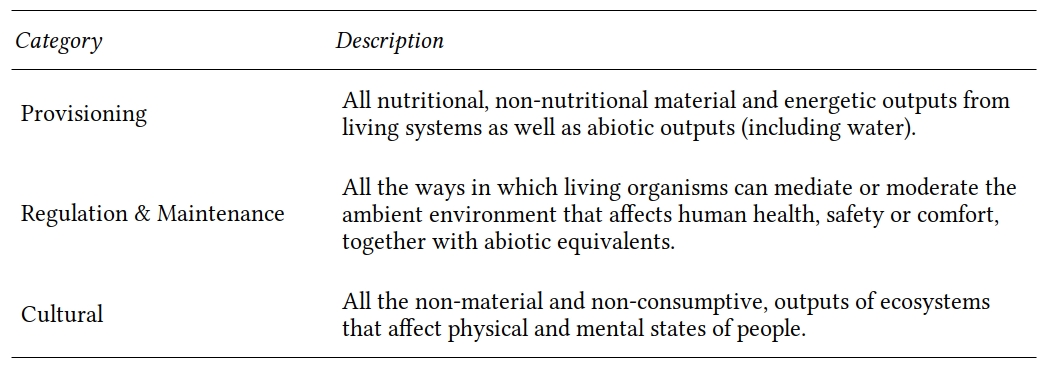 Category Description
Provisioning
All nutritional, non-nutritional material and energetic outputs from
living systems as well as abiotic outputs (including water).
Regulation & Maintenance
All the ways in which living organisms can mediate or moderate the
ambient environment that affects human health, safety or comfort,
together with abiotic equivalents.
Cultural
All the non-material and non-consumptive, outputs of ecosystems
that affect physical and mental states of people.